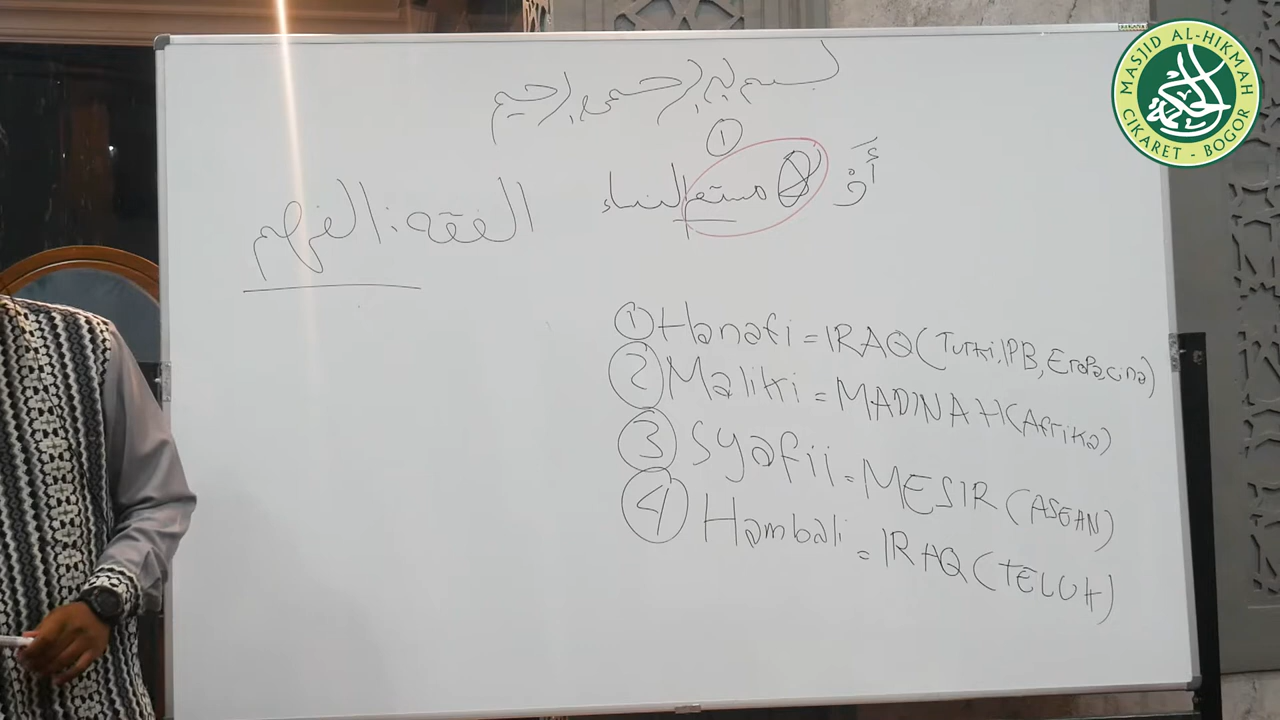 بسم الله الرحمن الرحيم
①
أَوْ لامستم النساء
الفقه : الفهم
① Hanafi = IRAQ (Turki, IPB, Eropa, cina)
② Maliki = MADINAH (Afrika)
③ Syafii = MESIR (ASEAN)
④ Hambali = IRAQ (TELUK)
MASJID AL-HIKMAH
CIKARET - BOGOR
الحكمة